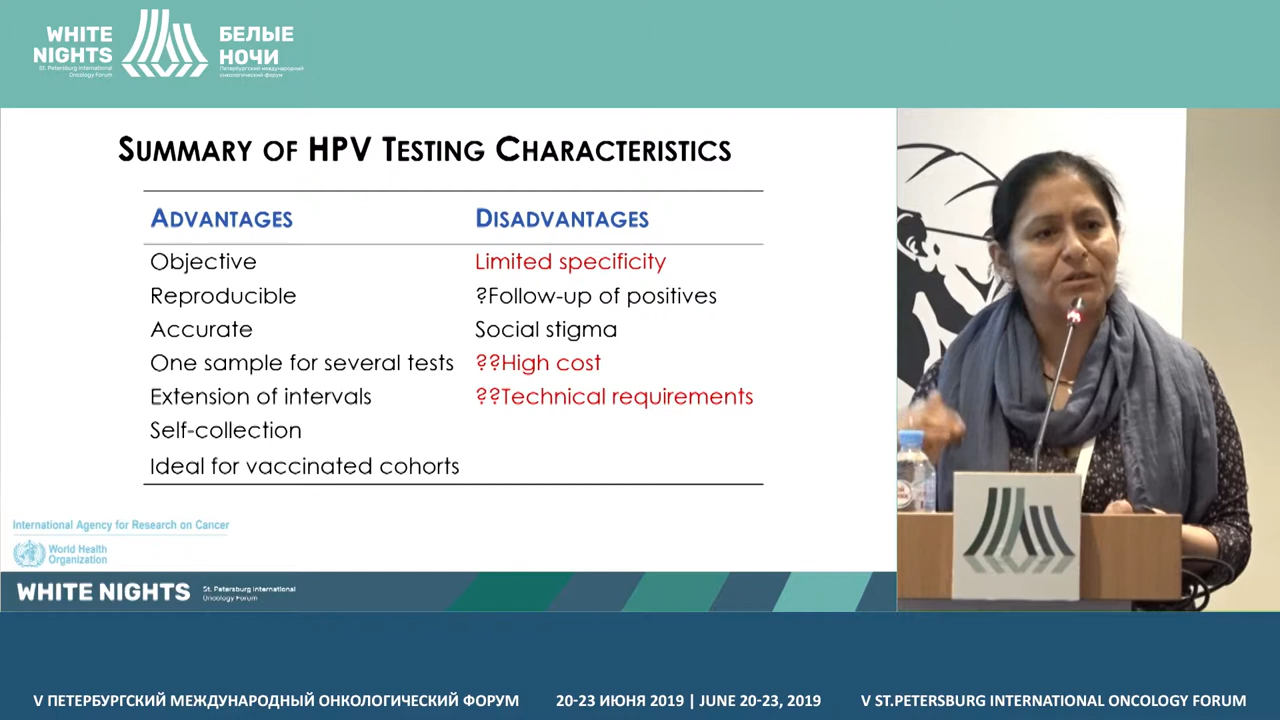 WHITE
NIGHTS
St. Petersburg International
Oncology Forum
БЕЛЫЕ
НОЧИ
Петербургский международный
онкологический форум
SUMMARY OF HPV TESTING CHARACTERISTICS
ADVANTAGES DISADVANTAGES
Objective Limited specificity
Reproducible ?Follow-up of positives
Accurate Social stigma
One sample for several tests ??High cost
Extension of intervals ??Technical requirements
Self-collection
Ideal for vaccinated cohorts
International Agency for Research on Cancer
World Health
Organization
WHITE NIGHTS St. Petersburg International
Oncology Forum
V ПЕТЕРБУРГСКИЙ МЕЖДУНАРОДНЫЙ ОНКОЛОГИЧЕСКИЙ ФОРУМ 20-23 ИЮНЯ 2019 | JUNE 20-23, 2019 V ST.PETERSBURG INTERNATIONAL ONCOLOGY FORUM